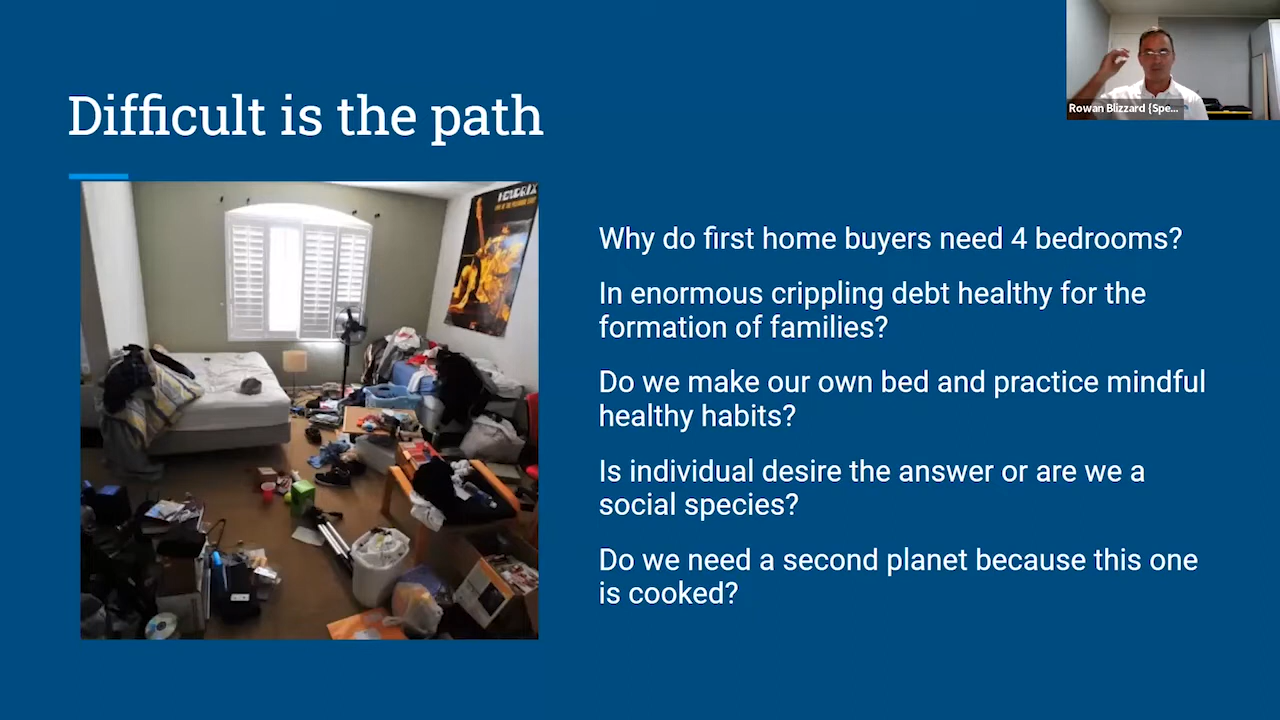 Rowan Blizzard (Spe...
Difficult is the path
HENDRIX
Why do first home buyers need 4 bedrooms?
In enormous crippling debt healthy for the
formation of families?
Do we make our own bed and practice mindful
healthy habits?
Is individual desire the answer or are we a
social species?
Do we need a second planet because this one
is cooked?